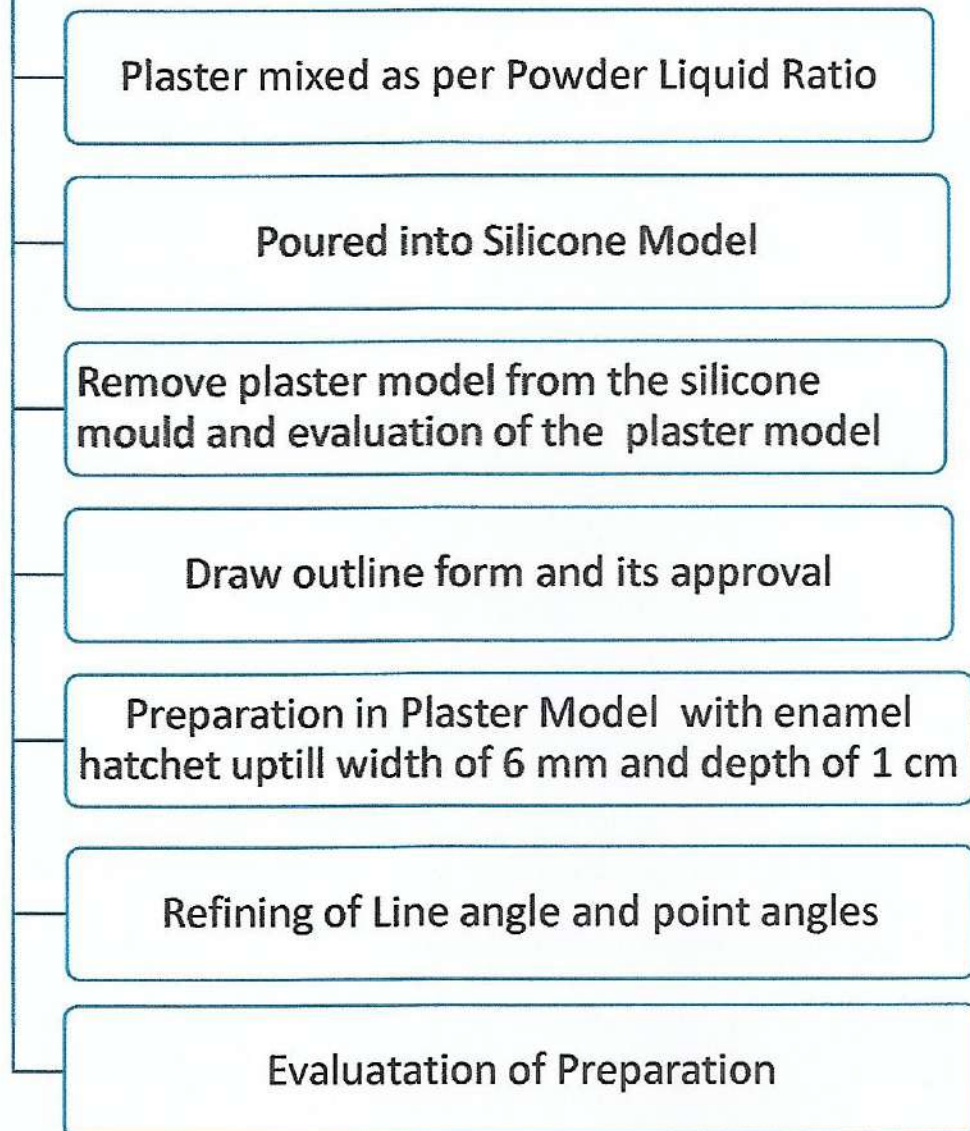 Plaster mixed as per Powder Liquid Ratio
Poured into Silicone Model
Remove plaster model from the silicone
mould and evaluation of the plaster model
Draw outline form and its approval
Preparation in Plaster Model with enamel
hatchet uptill width of 6 mm and depth of 1 cm
Refining of Line angle and point angles
Evaluatation of Preparation